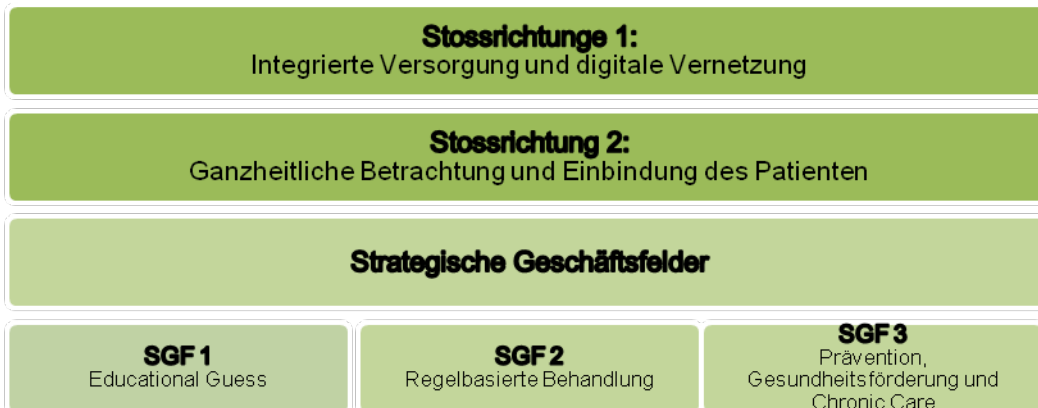 Stossrichtunge 1:
Integrierte Versorgung und digitale Vernetzung
Stossrichtung 2:
Ganzheitliche Betrachtung und Einbindung des Patienten
Strategische Geschäftsfelder
SGF 1
Educational Guess
SGF 2
Regelbasierte Behandlung
SGF 3
Prävention,
Gesundheitsförderung und
Chronic Care